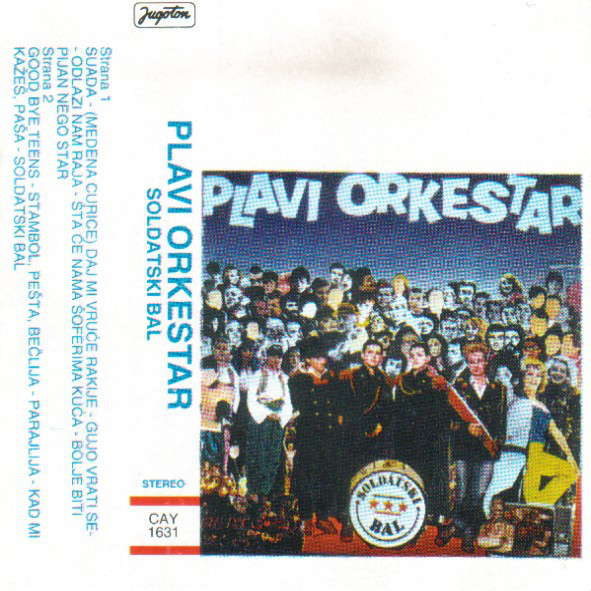 Jugoton
Strana 1
SUADA - (MEDENA CURICE) DAJ MI VRUĆE RAKIJE - GUJO VRATI SE-
- ODLAZI NAM RAJA - ŠTA ĆE NAMA ŠOFERIMA KUĆA - BOLJE BITI
PIJAN NEGO STAR
Strana 2
GOOD BYE TEENS - STAMBOL, PEŠTA, BEČLIJA - PARAJLIJA - KAD MI
KAŽEŠ, PAŠA - SOLDATSKI BAL
PLAVI ORKESTAR
SOLDATSKI BAL
STEREO
CAY
1631
PLAVI ORKESTAR
SOLDATSKI
BAL